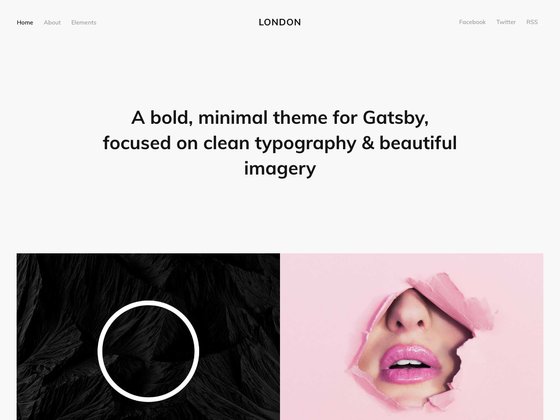 Home About Elements LONDON Facebook Twitter RSS
A bold, minimal theme for Gatsby,
focused on clean typography & beautiful
imagery